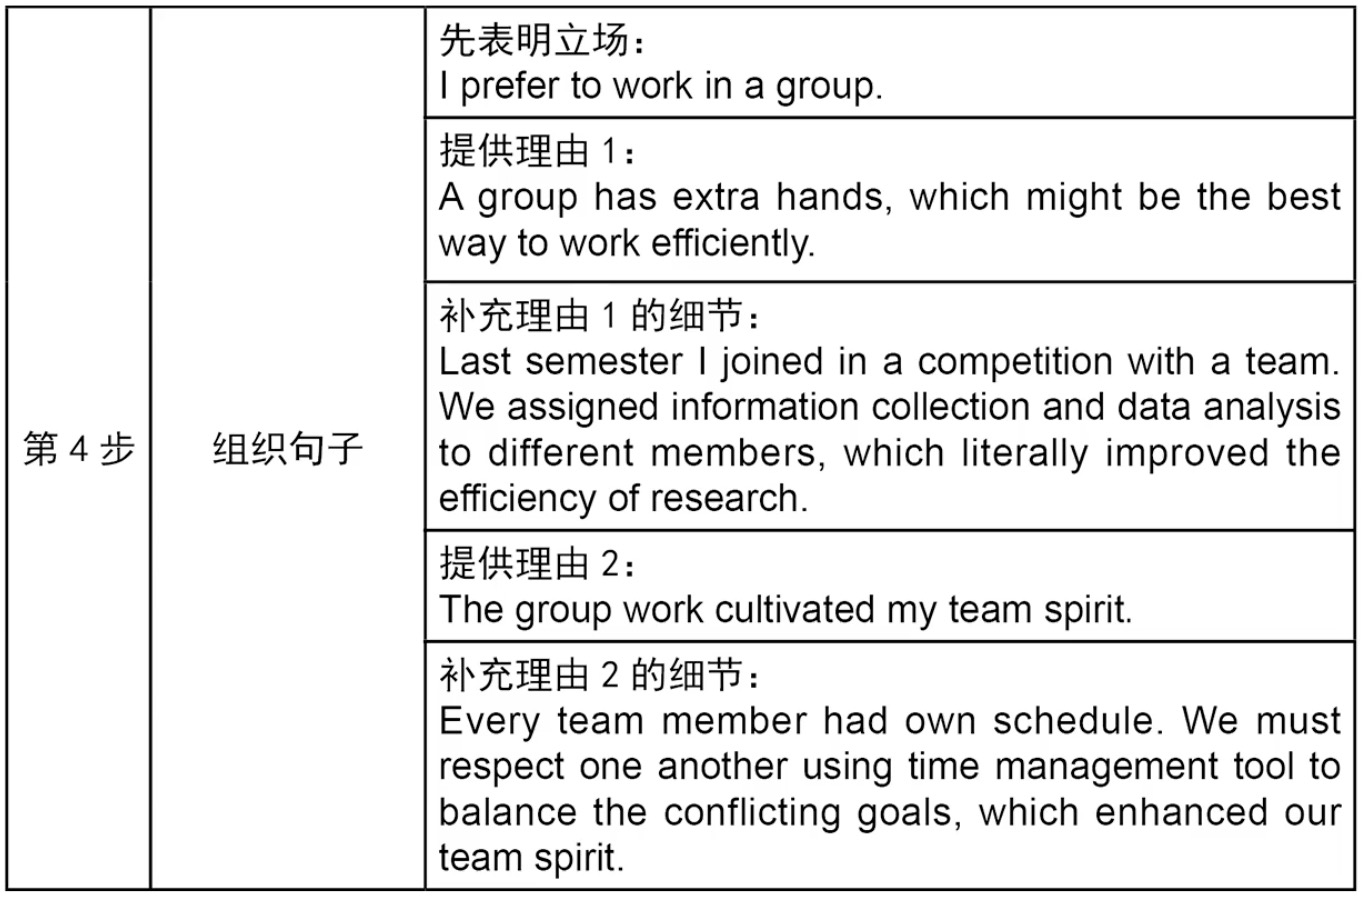 先表明立场：
I prefer to work in a group.
提供理由 1：
A group has extra hands, which might be the best
way to work efficiently.
补充理由 1 的细节：
Last semester I joined in a competition with a team.
We assigned information collection and data analysis
to different members, which literally improved the
efficiency of research.
第 4 步
组织句子
提供理由 2：
The group work cultivated my team spirit.
补充理由 2 的细节：
Every team member had own schedule. We must
respect one another using time management tool to
balance the conflicting goals, which enhanced our
team spirit.